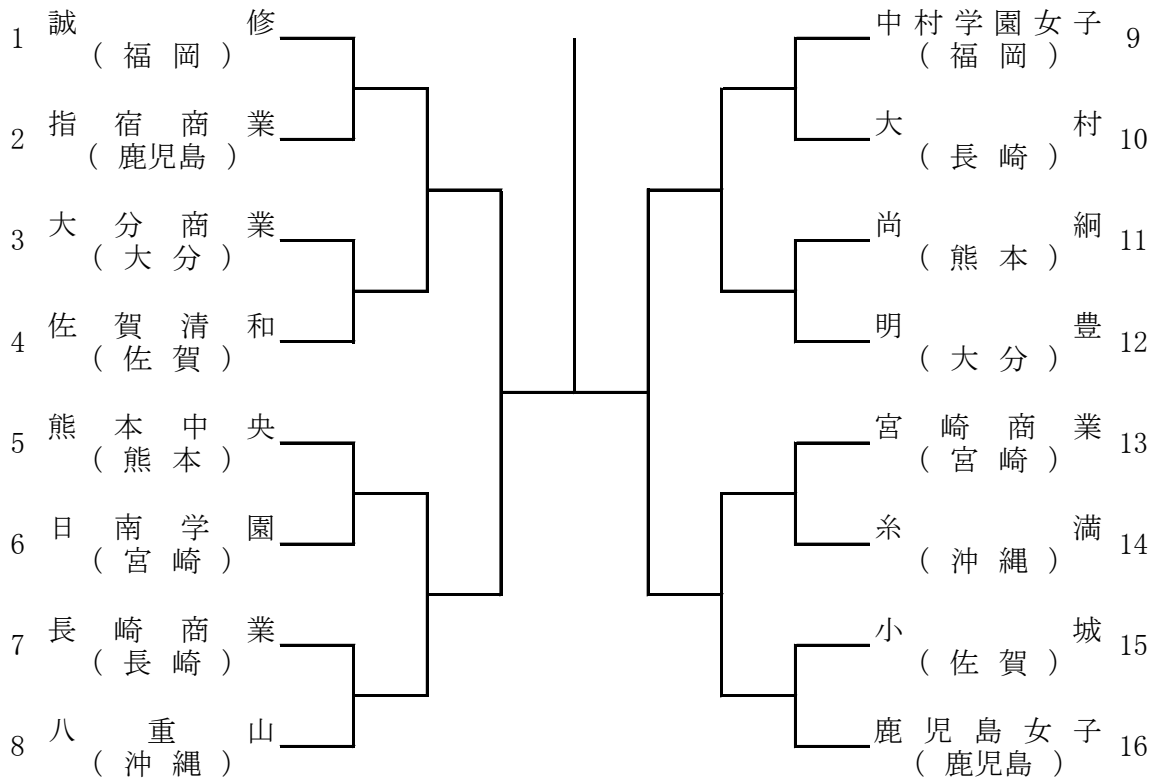 1 誠修
(福岡)
2 指宿商業
(鹿児島)
3 大分商業
(大分)
4 佐賀清和
(佐賀)
5 熊本中央
(熊本)
6 日南学園
(宮崎)
7 長崎商業
(長崎)
8 八重山
(沖縄)
中村学園女子 9
(福岡)
大村 10
(長崎)
尚絅 11
(熊本)
明豊 12
(大分)
宮崎商業 13
(宮崎)
糸満 14
(沖縄)
小城 15
(佐賀)
鹿児島女子 16
(鹿児島)